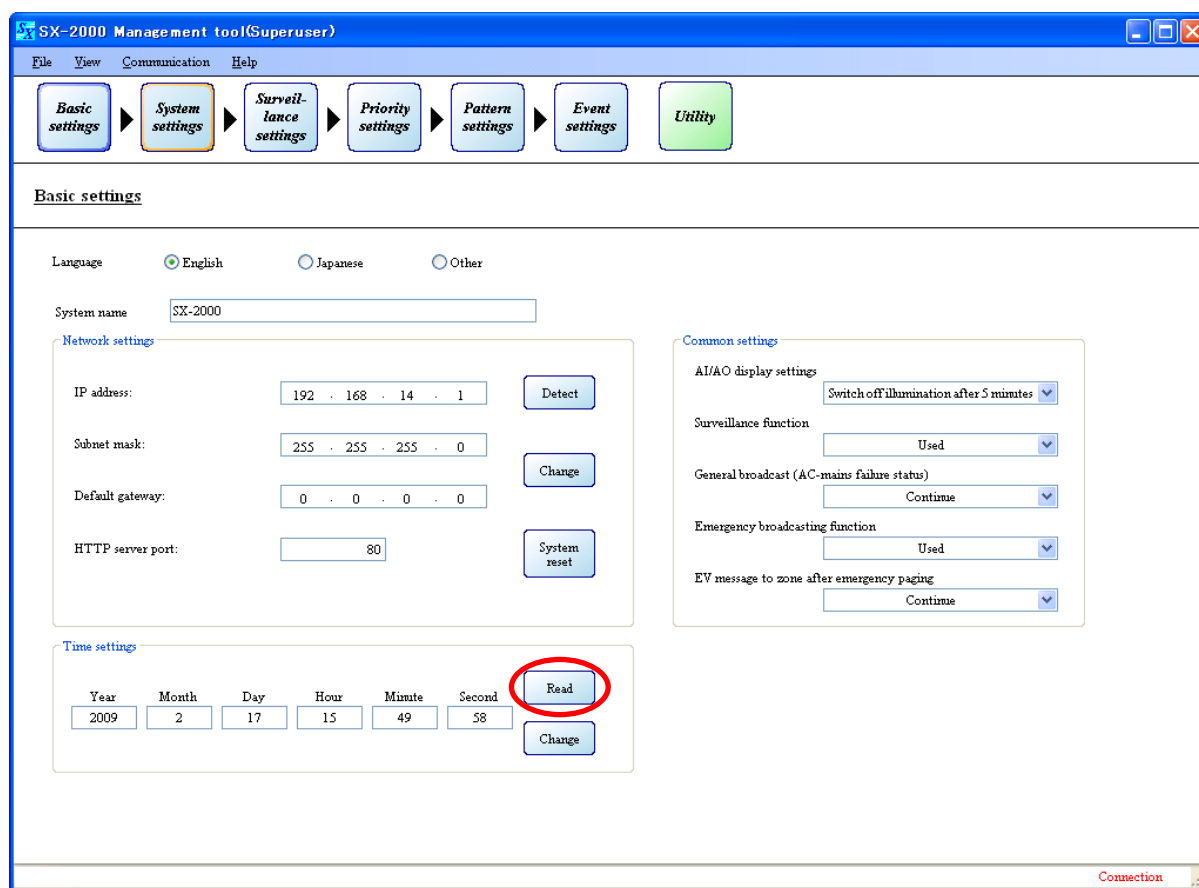 SX SX-2000 Management tool(Superuser)
File View Communication Help
Basic settings
System settings
Surveil-lance settings
Priority settings
Pattern settings
Event settings
Utility
Basic settings
Language English Japanese Other
System name SX-2000
Network settings
IP address: 192 . 168 . 14 . 1 Detect
Subnet mask: 255 . 255 . 255 . 0
Change
Default gateway: 0 . 0 . 0 . 0
HTTP server port: 80 System reset
Common settings
AI/AO display settings
Switch off illumination after 5 minutes
Surveillance function
Used
General broadcast (AC-mains failure status)
Continue
Emergency broadcasting function
Used
EV message to zone after emergency paging
Continue
Time settings
Year Month Day Hour Minute Second Read
2009 2 17 15 49 58
Change
Connection